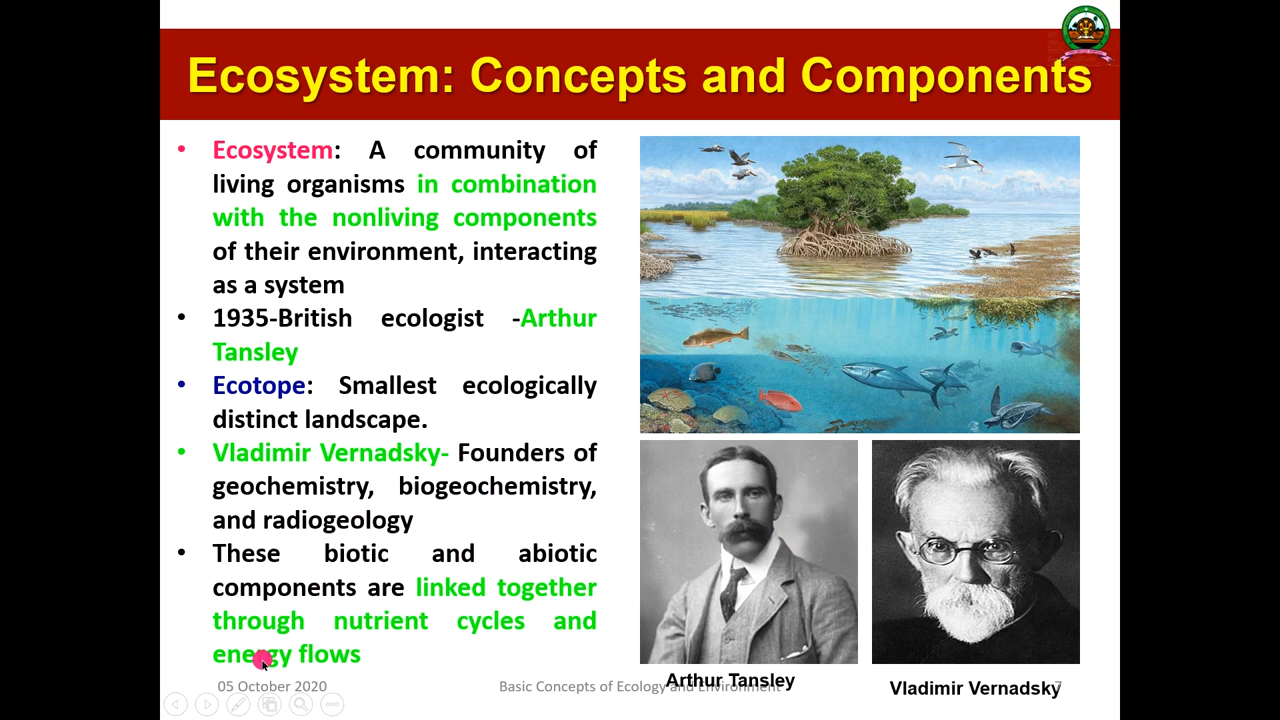 Ecosystem: Concepts and Components
• Ecosystem: A community of
living organisms in combination
with the nonliving components
of their environment, interacting
as a system
• 1935-British ecologist -Arthur
Tansley
• Ecotope: Smallest ecologically
distinct landscape.
• Vladimir Vernadsky- Founders of
geochemistry, biogeochemistry,
and radiogeology
• These biotic and abiotic
components are linked together
through nutrient cycles and
energy flows
Arthur Tansley
Vladimir Vernadsky
05 October 2020
Basic Concepts of Ecology and Environment
7